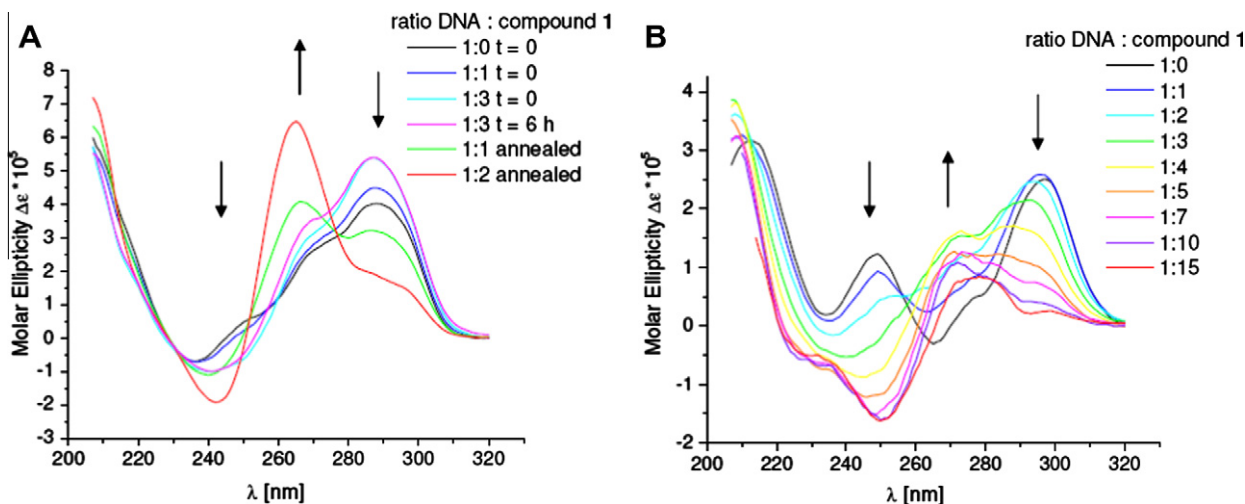 A
ratio DNA : compound 1
1:0 t = 0
1:1 t = 0
1:3 t = 0
1:3 t = 6 h
1:1 annealed
1:2 annealed
Molar Ellipticity Δε *10⁵
8
7
6
5
4
3
2
1
0
-1
-2
-3
200 220 240 260 280 300 320
λ [nm]
B
ratio DNA : compound 1
1:0
1:1
1:2
1:3
1:4
1:5
1:7
1:10
1:15
Molar Ellipticity Δε *10⁵
4
3
2
1
0
-1
-2
200 220 240 260 280 300 320
λ [nm]